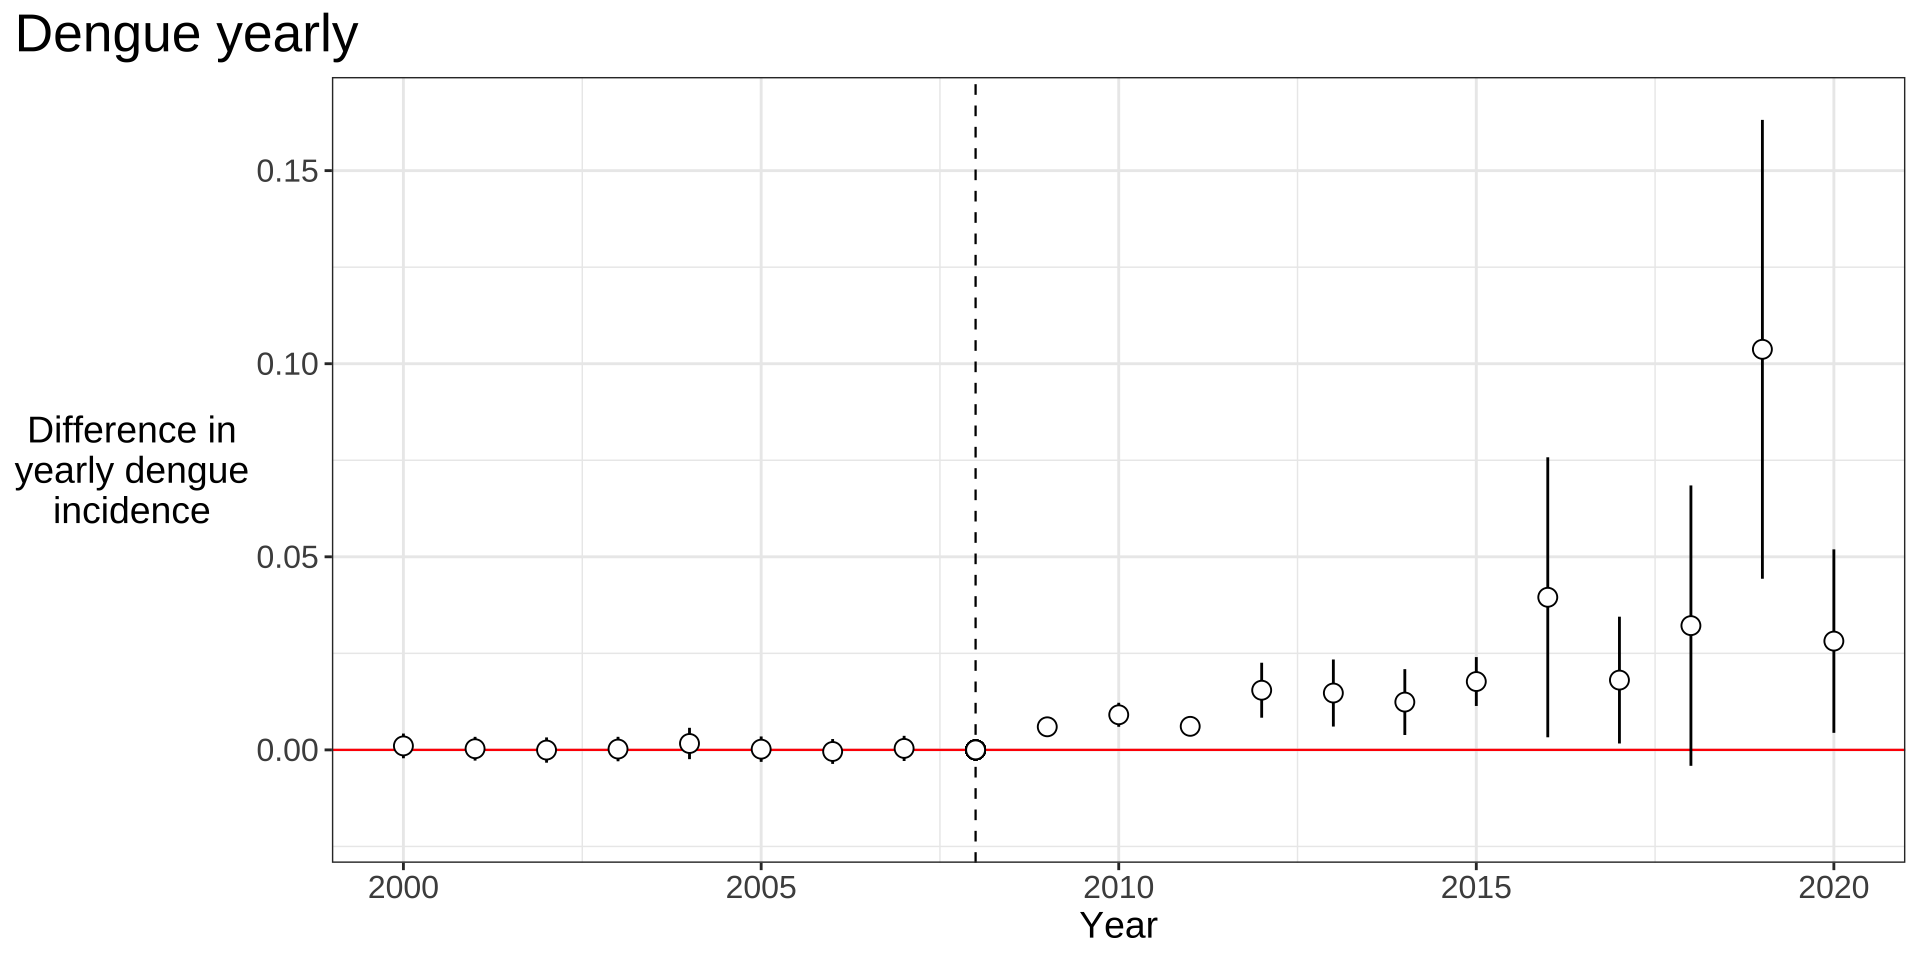 Dengue yearly
0.15
0.10
0.05
0.00
Difference in
yearly dengue
incidence
2000 2005 2010 2015 2020
Year